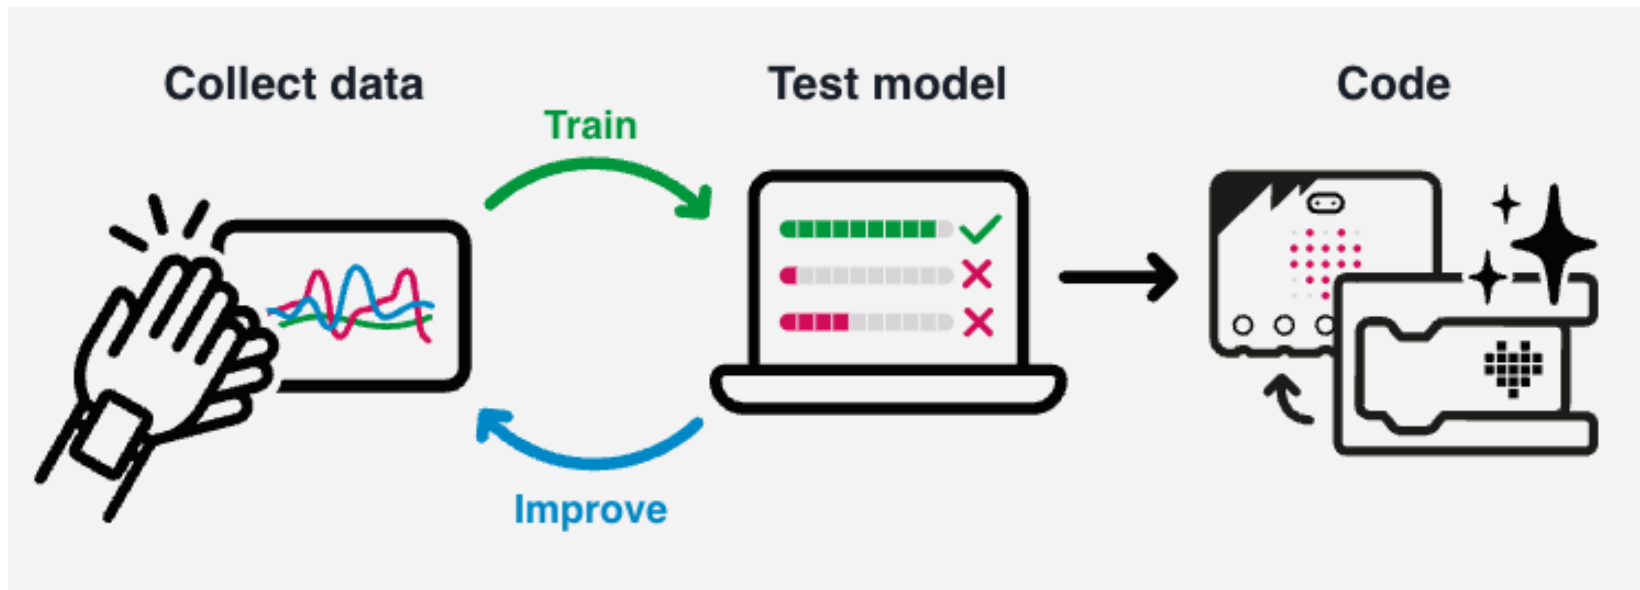 Collect data
Train
Test model
Code
Improve